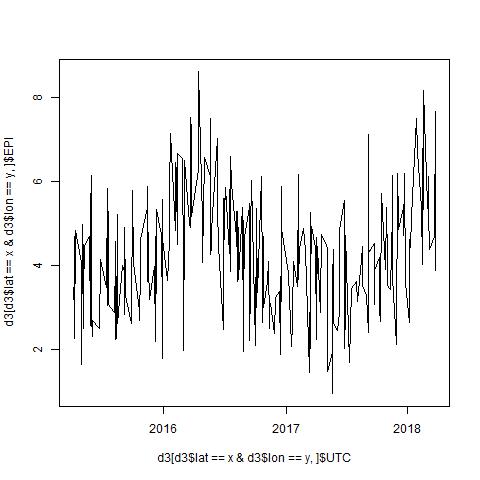 8
6
4
2
d3[d3$lat == x & d3$lon == y, ]$EPI
2016 2017 2018
d3[d3$lat == x & d3$lon == y, ]$UTC